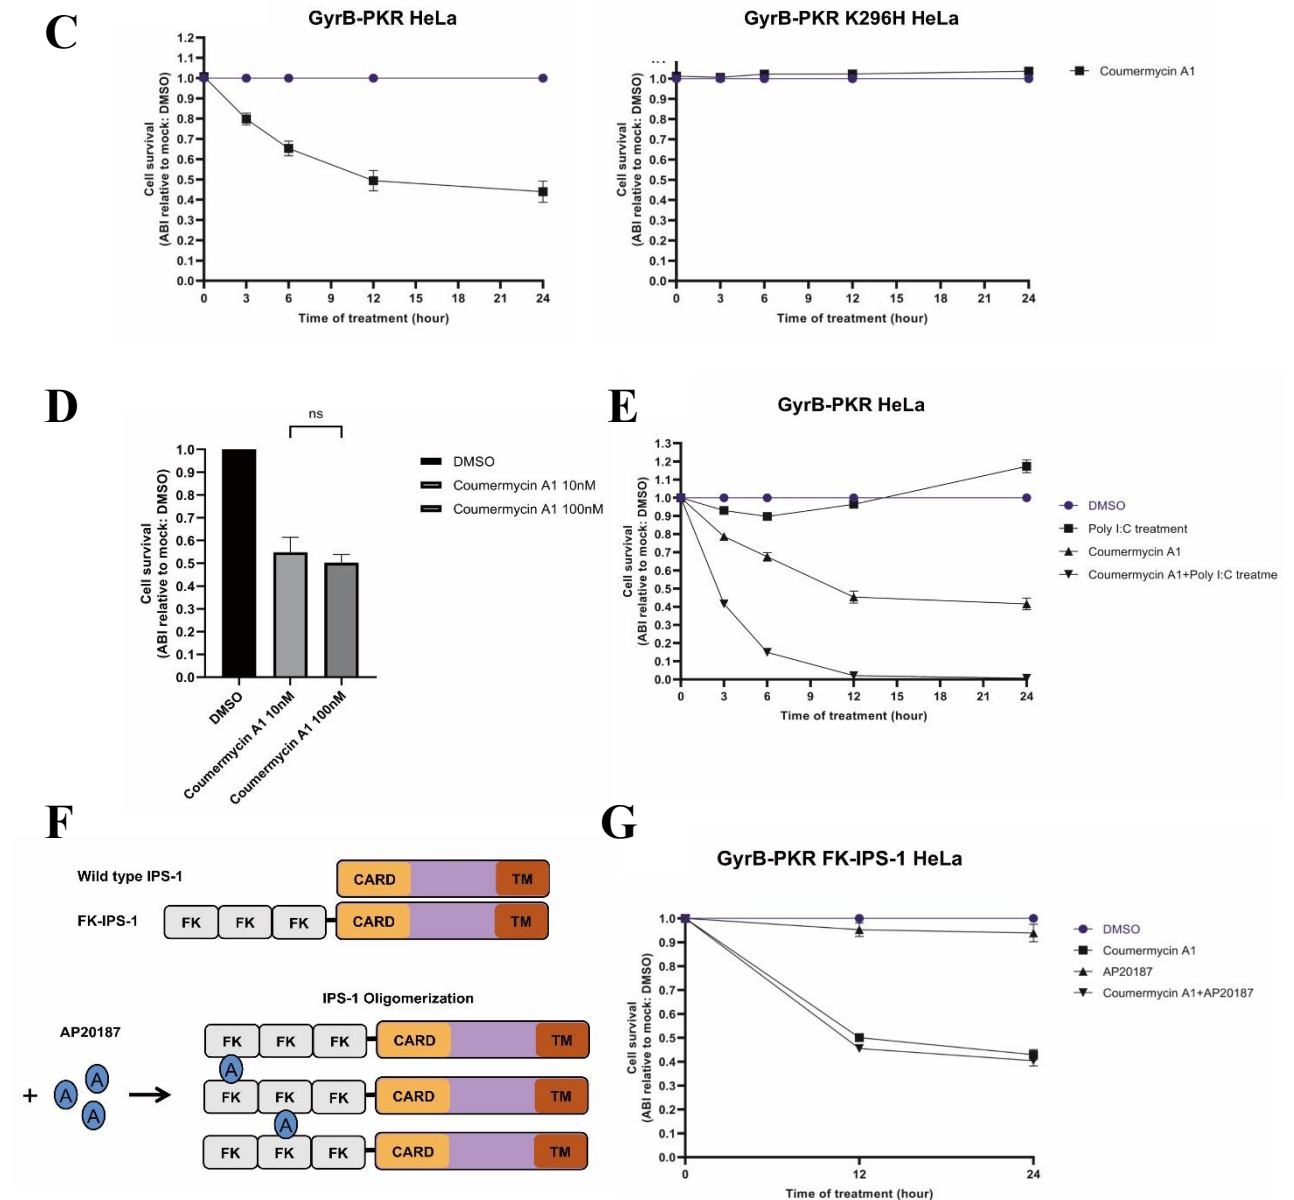 C
GyrB-PKR HeLa
1.2
1.1
1.0
0.9
0.8
0.7
0.6
0.5
0.4
0.3
0.2
0.1
0.0
Cell survival
(ABI relative to mock: DMSO)
0 3 6 9 12 15 18 21 24
Time of treatment (hour)
GyrB-PKR K296H HeLa
1.0
0.9
0.8
0.7
0.6
0.5
0.4
0.3
0.2
0.1
0.0
Cell survival
(ABI relative to mock: DMSO)
0 3 6 9 12 15 18 21 24
Time of treatment (hour)
Coumermycin A1
D
ns
1.0
0.9
0.8
0.7
0.6
0.5
0.4
0.3
0.2
0.1
0.0
Cell survival
(ABI relative to mock: DMSO)
DMSO
Coumermycin A1 10nM
Coumermycin A1 100nM
DMSO
Coumermycin A1 10nM
Coumermycin A1 100nM
E
GyrB-PKR HeLa
1.3
1.2
1.1
1.0
0.9
0.8
0.7
0.6
0.5
0.4
0.3
0.2
0.1
0.0
Cell survival
(ABI relative to mock: DMSO)
0 3 6 9 12 15 18 21 24
Time of treatment (hour)
DMSO
Poly I:C treatment
Coumermycin A1
Coumermycin A1+Poly I:C treatme
F
Wild type IPS-1
CARD TM
FK-IPS-1
FK FK FK CARD TM
IPS-1 Oligomerization
AP20187
+ A A A
FK FK FK CARD TM
A
FK FK FK CARD TM
A
FK FK FK CARD TM
G
GyrB-PKR FK-IPS-1 HeLa
1.0
0.9
0.8
0.7
0.6
0.5
0.4
0.3
0.2
0.1
0.0
Cell survival
(ABI relative to mock: DMSO)
0 12 24
Time of treatment (hour)
DMSO
Coumermycin A1
AP20187
Coumermycin A1+AP20187